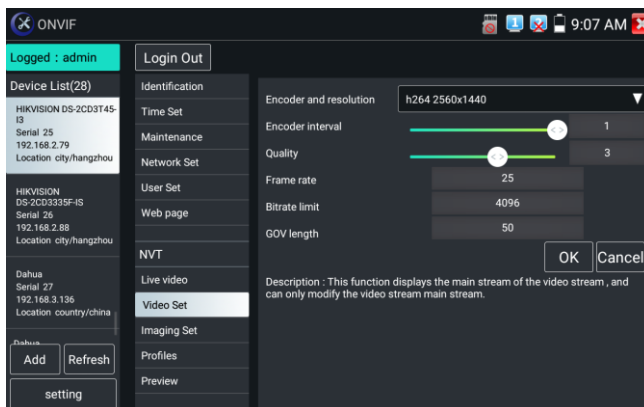 ONVIF
9:07 AM
Logged : admin
Login Out
Device List(28)
HIKVISION DS-2CD3T45-
I3
Serial 25
192.168.2.79
Location city/hangzhou
HIKVISION
DS-2CD3335F-IS
Serial 26
192.168.2.88
Location city/hangzhou
Dahua
Serial 27
192.168.3.136
Location country/china
Dahua
Add
Refresh
setting
Identification
Time Set
Maintenance
Network Set
User Set
Web page
NVT
Live video
Video Set
Imaging Set
Profiles
Preview
Encoder and resolution
h264 2560x1440
Encoder interval
1
Quality
3
Frame rate
25
Bitrate limit
4096
GOV length
50
OK
Cancel
Description : This function displays the main stream of the video stream , and
can only modify the video stream main stream.